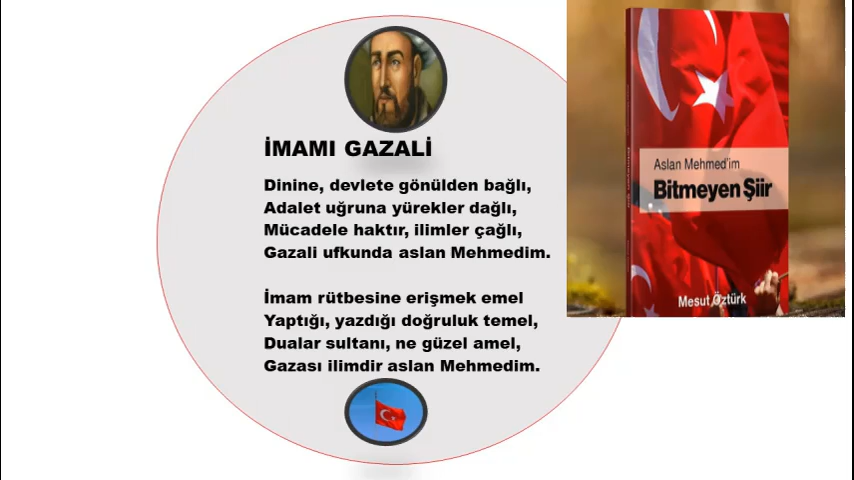 İMAMI GAZALİ
Dinine, devlete gönülden bağlı,
Adalet uğruna yürekler dağlı,
Mücadele haktır, ilimler çağlı,
Gazali ufkunda aslan Mehmedim.
İmam rütbesine erişmek emel
Yaptığı, yazdığı doğruluk temel,
Dualar sultanı, ne güzel amel,
Gazası ilimdir aslan Mehmedim.
Aslan Mehmed'im
Bitmeyen Şiir
Mesut Öztürk
Bitmeyen Şiir